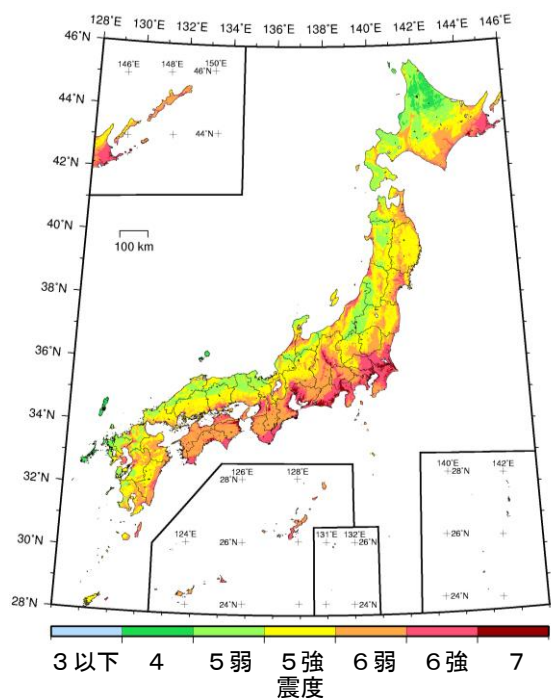 128°E 130°E 132°E 134°E 136°E 138°E 140°E 142°E 144°E 146°E
46°N
44°N
42°N
40°N
38°N
36°N
34°N
32°N
30°N
28°N
146°E 148°E 150°E
46°N
44°N
100 km
126°E 128°E
28°N
124°E
26°N
24°N
131°E 132°E
26°N
24°N
140°E 142°E
28°N
26°N
24°N
3以下 4 5弱 5強 6弱 6強 7
震度